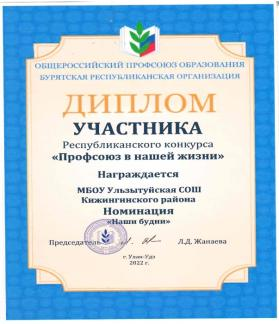 ОБЩЕРОССИЙСКИЙ ПРОФСОЮЗ ОБРАЗОВАНИЯ
БУРЯТСКАЯ РЕСПУБЛИКАНСКАЯ ОРГАНИЗАЦИЯ
ДИПЛОМ
УЧАСТНИКА
Республиканского конкурса
«Профсоюз в нашей жизни»
Награждается
МБОУ Ульзытуйская СОШ
Кижингинского района
Номинация
«Наши будни»
Председатель Л.Д. Жанаева
г. Улан-Удэ
2022 г.